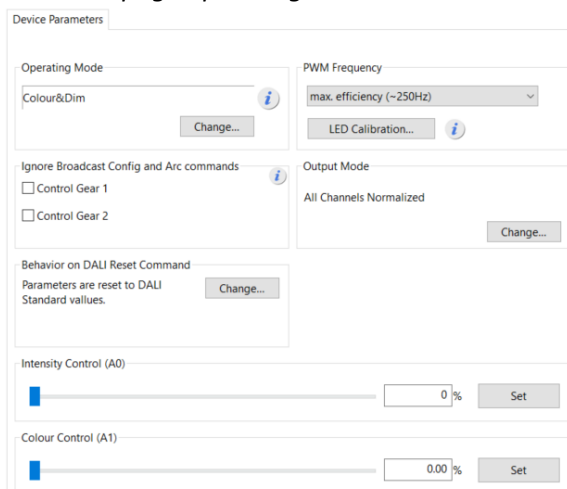 Device Parameters
Operating Mode
Colour&Dim
Change...
PWM Frequency
max. efficiency (~250Hz)
LED Calibration...
Ignore Broadcast Config and Arc commands
Control Gear 1
Control Gear 2
Output Mode
All Channels Normalized
Change...
Behavior on DALI Reset Command
Parameters are reset to DALI
Standard vallues.
Change...
Intensity Control (A0)
0 %
Set
Colour Control (A1)
0.00 %
Set